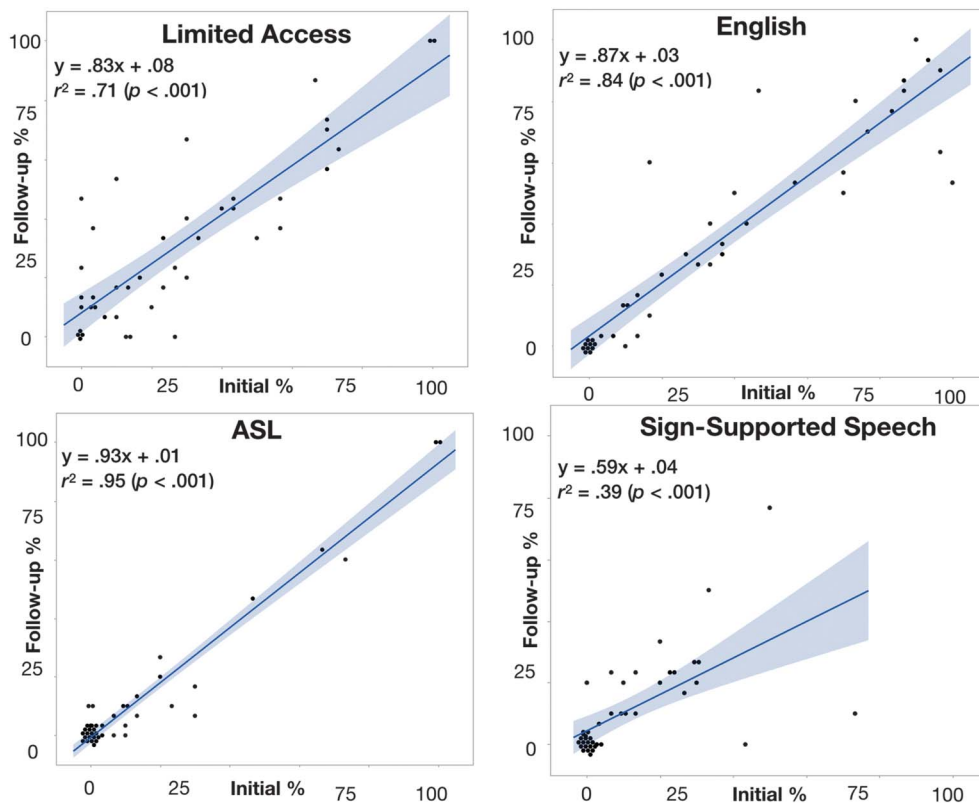 Limited Access
y = .83x + .08
r² = .71 (p < .001)
Follow-up %
100
75
25
0
0
25
Initial %
75
100
English
y = .87x + .03
r² = .84 (p < .001)
Follow-up %
100
75
25
0
0
25
Initial %
75
100
ASL
y = .93x + .01
r² = .95 (p < .001)
Follow-up %
100
75
25
0
0
25
Initial %
75
100
Sign-Supported Speech
y = .59x + .04
r² = .39 (p < .001)
Follow-up %
100
75
25
0
0
25
Initial %
75
100